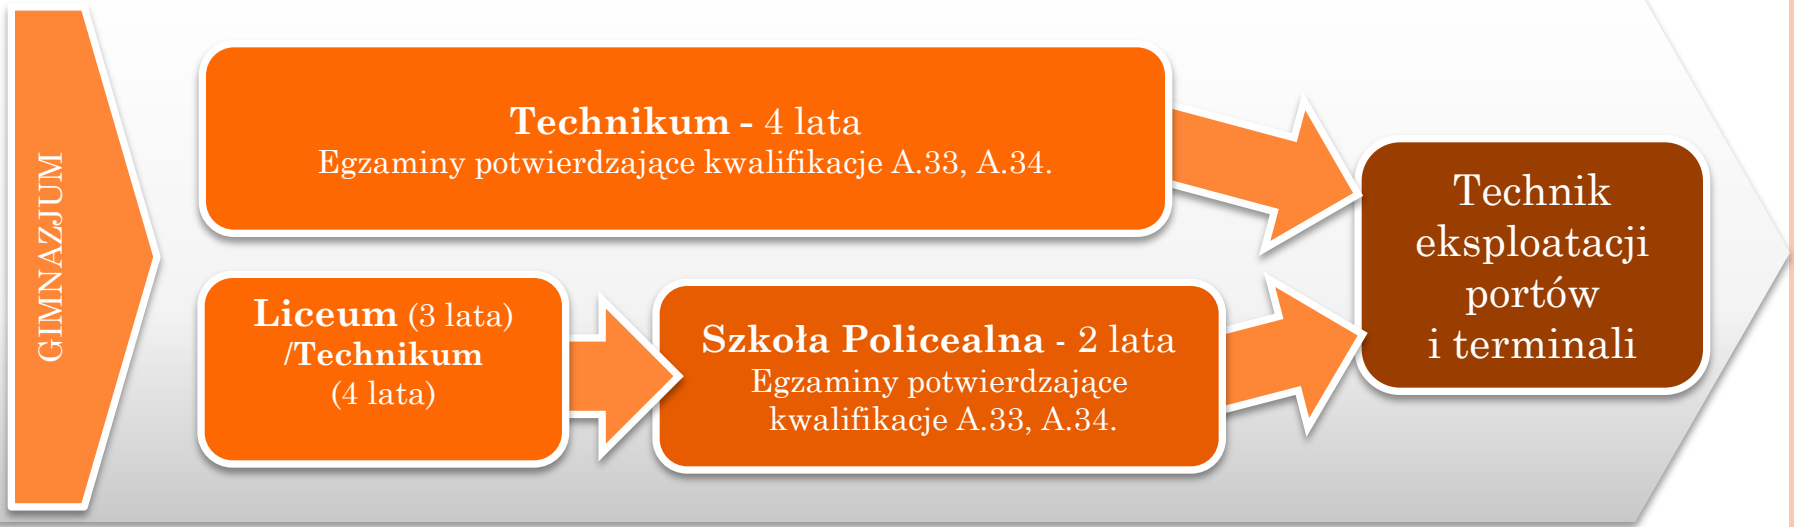 GIMNAZJUM
Technikum - 4 lata
Egzaminy potwierdzające kwalifikacje A.33, A.34.
Liceum (3 lata)
/Technikum
(4 lata)
Szkoła Policealna - 2 lata
Egzaminy potwierdzające
kwalifikacje A.33, A.34.
Technik
eksploatacji
portów
i terminali